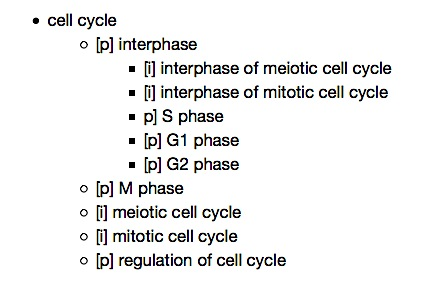 cell cycle
[p] interphase
[i] interphase of meiotic cell cycle
[i] interphase of mitotic cell cycle
p] S phase
[p] G1 phase
[p] G2 phase
[p] M phase
[i] meiotic cell cycle
[i] mitotic cell cycle
[p] regulation of cell cycle